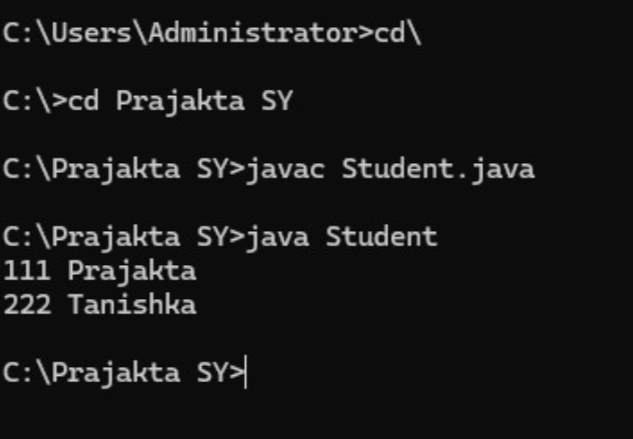 C:\Users\Administrator>cd\
C:\>cd Prajakta SY
C:\Prajakta SY>javac Student.java
C:\Prajakta SY>java Student
111 Prajakta
222 Tanishka
C:\Prajakta SY>